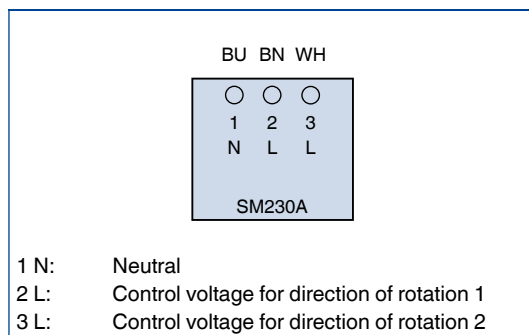 BU BN WH
1 2 3
N L L
SM230A
1 N: Neutral
2 L: Control voltage for direction of rotation 1
3 L: Control voltage for direction of rotation 2